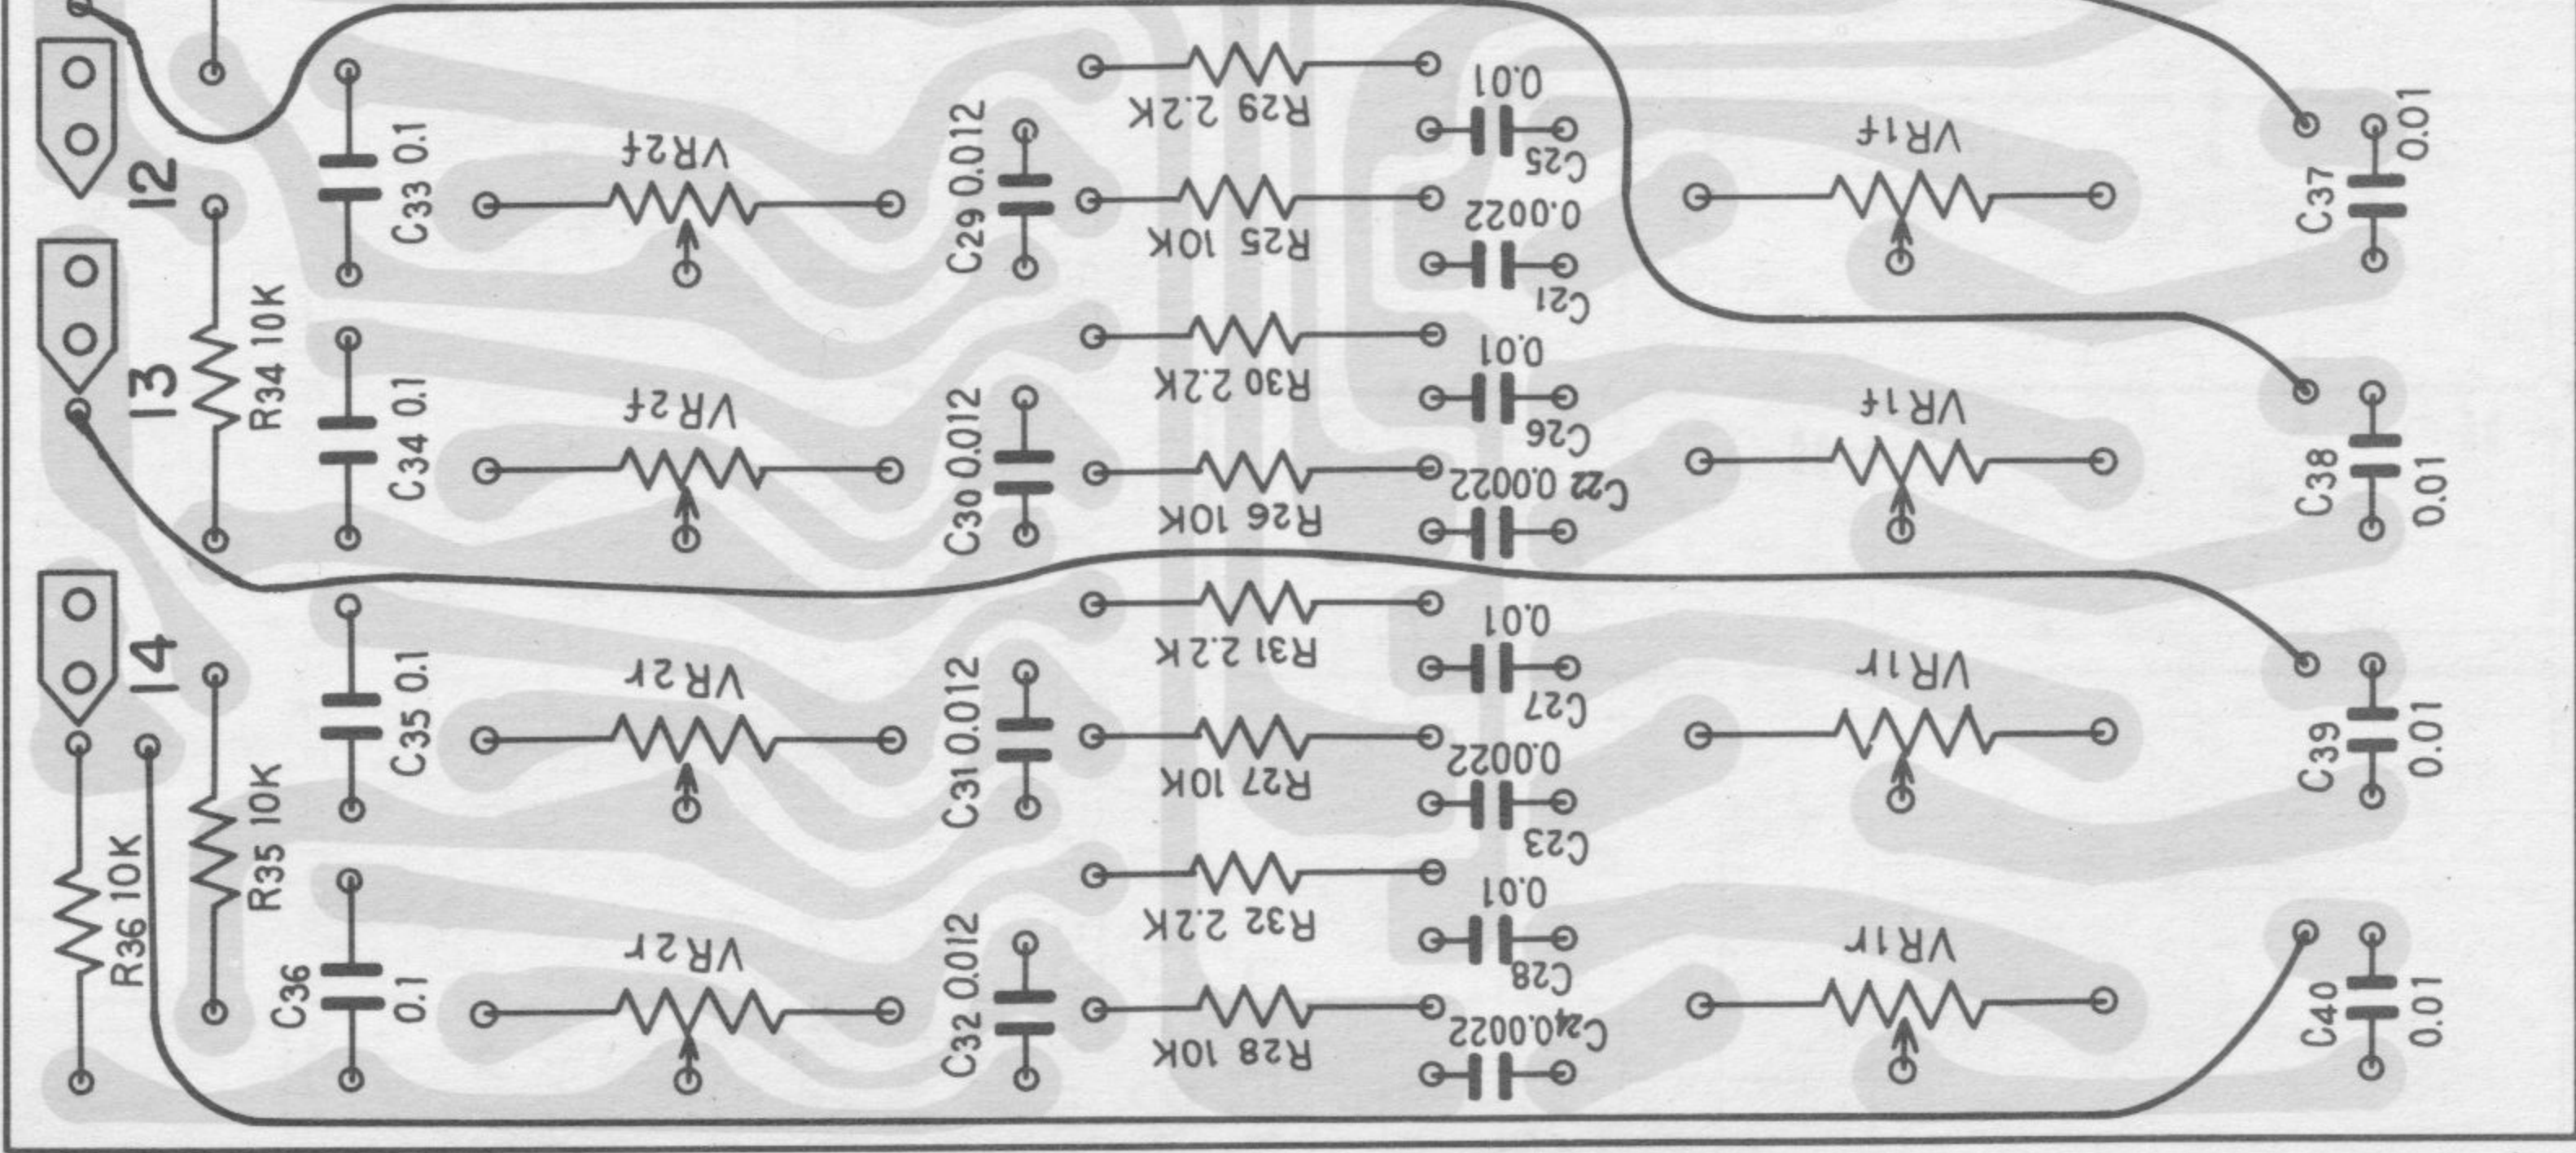 12
13
14
R34 10K
R35 10K
R36 10K
C33 0.1
C34 0.1
C35 0.1
C36
0.1
VR2f
VR2f
VR2r
VR2r
C29 0.012
C30 0.012
C31 0.012
C32 0.012
R29 2.2K
R25 10K
R30 2.2K
R26 10K
R31 2.2K
R27 10K
R32 2.2K
R28 10K
0.01
C25
0.0022
C21
0.01
C26
C22 0.0022
0.01
C27
0.0022
C23
0.01
C28
C24 0.0022
VR1f
VR1f
VR1r
VR1r
C37
0.01
C38
0.01
C39
0.01
C40
0.01